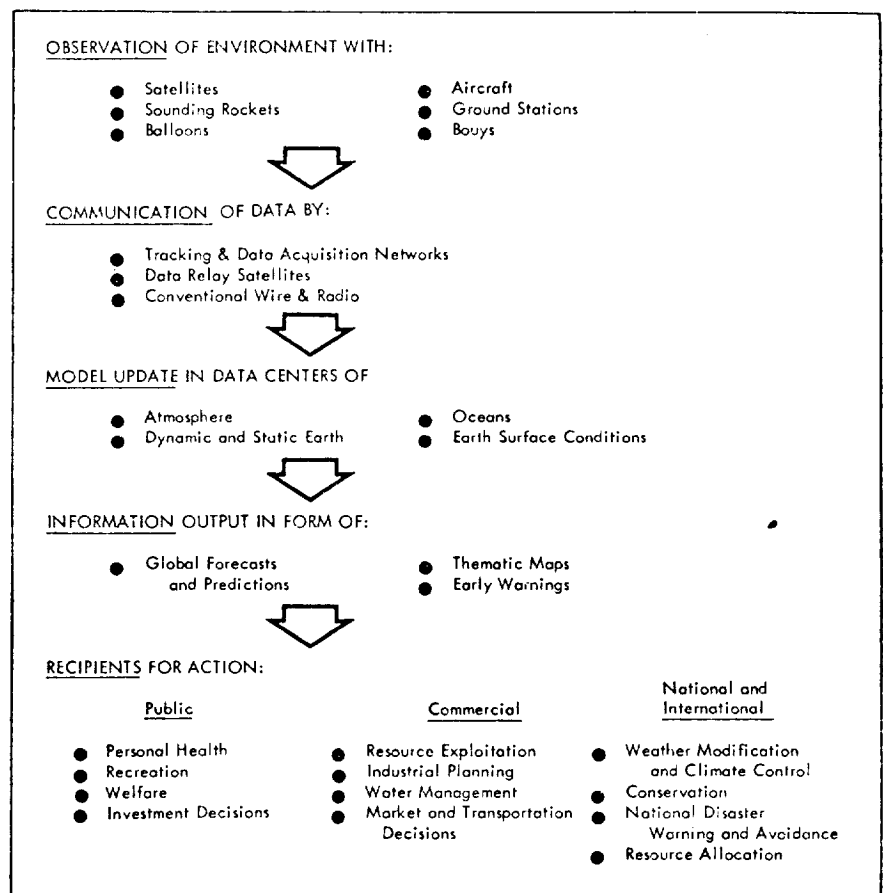 OBSERVATION OF ENVIRONMENT WITH:
● Satellites
● Sounding Rockets
● Balloons
● Aircraft
● Ground Stations
● Bouys
COMMUNICATION OF DATA BY:
● Tracking & Data Acquisition Networks
● Data Relay Satellites
● Conventional Wire & Radio
MODEL UPDATE IN DATA CENTERS OF
● Atmosphere
● Dynamic and Static Earth
● Oceans
● Earth Surface Conditions
INFORMATION OUTPUT IN FORM OF:
● Global Forecasts
and Predictions
● Thematic Maps
● Early Warnings
RECIPIENTS FOR ACTION:
Public
● Personal Health
● Recreation
● Welfare
● Investment Decisions
Commercial
● Resource Exploitation
● Industrial Planning
● Water Management
● Market and Transportation
Decisions
National and
International
● Weather Modification
and Climate Control
● Conservation
● National Disaster
Warning and Avoidance
● Resource Allocation